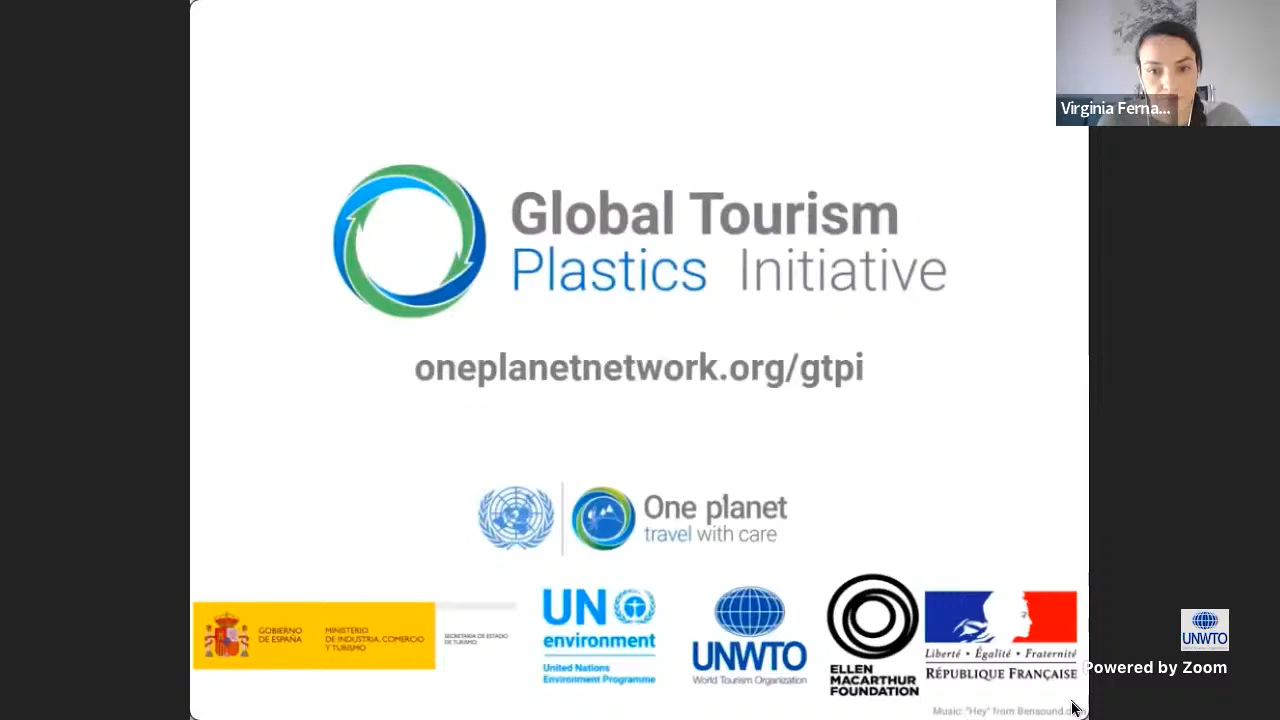 Virginia Ferna...
Global Tourism
Plastics Initiative
oneplanetnetwork.org/gtpi
One planet
travel with care
GOBIERNO
DE ESPAÑA
MINISTERIO
DE INDUSTRIA, COMERCIO
Y TURISMO
SECRETARÍA DE ESTADO
DE TURISMO
UN
environment
United Nations
Environment Programme
UNWTO
World Tourism Organization
ELLEN
MACARTHUR
FOUNDATION
Liberté • Égalité • Fraternité
RÉPUBLIQUE FRANÇAISE
UNWTO
Powered by Zoom
Music: "Hey" from Bensound